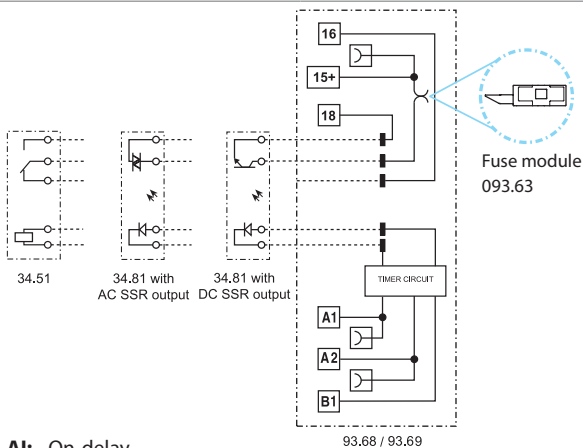 16
15+
18
Fuse module
093.63
34.51
34.81 with
AC SSR output
34.81 with
DC SSR output
TIMER CIRCUIT
A1
A2
B1
93.68 / 93.69
AI: On-delay